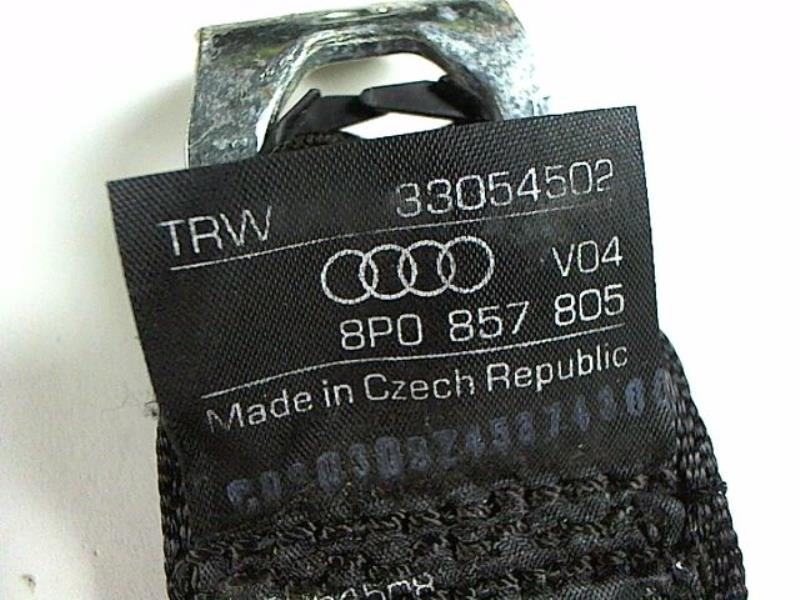 TRW 33054502
V04
8P0 857 805
Made in Czech Republic